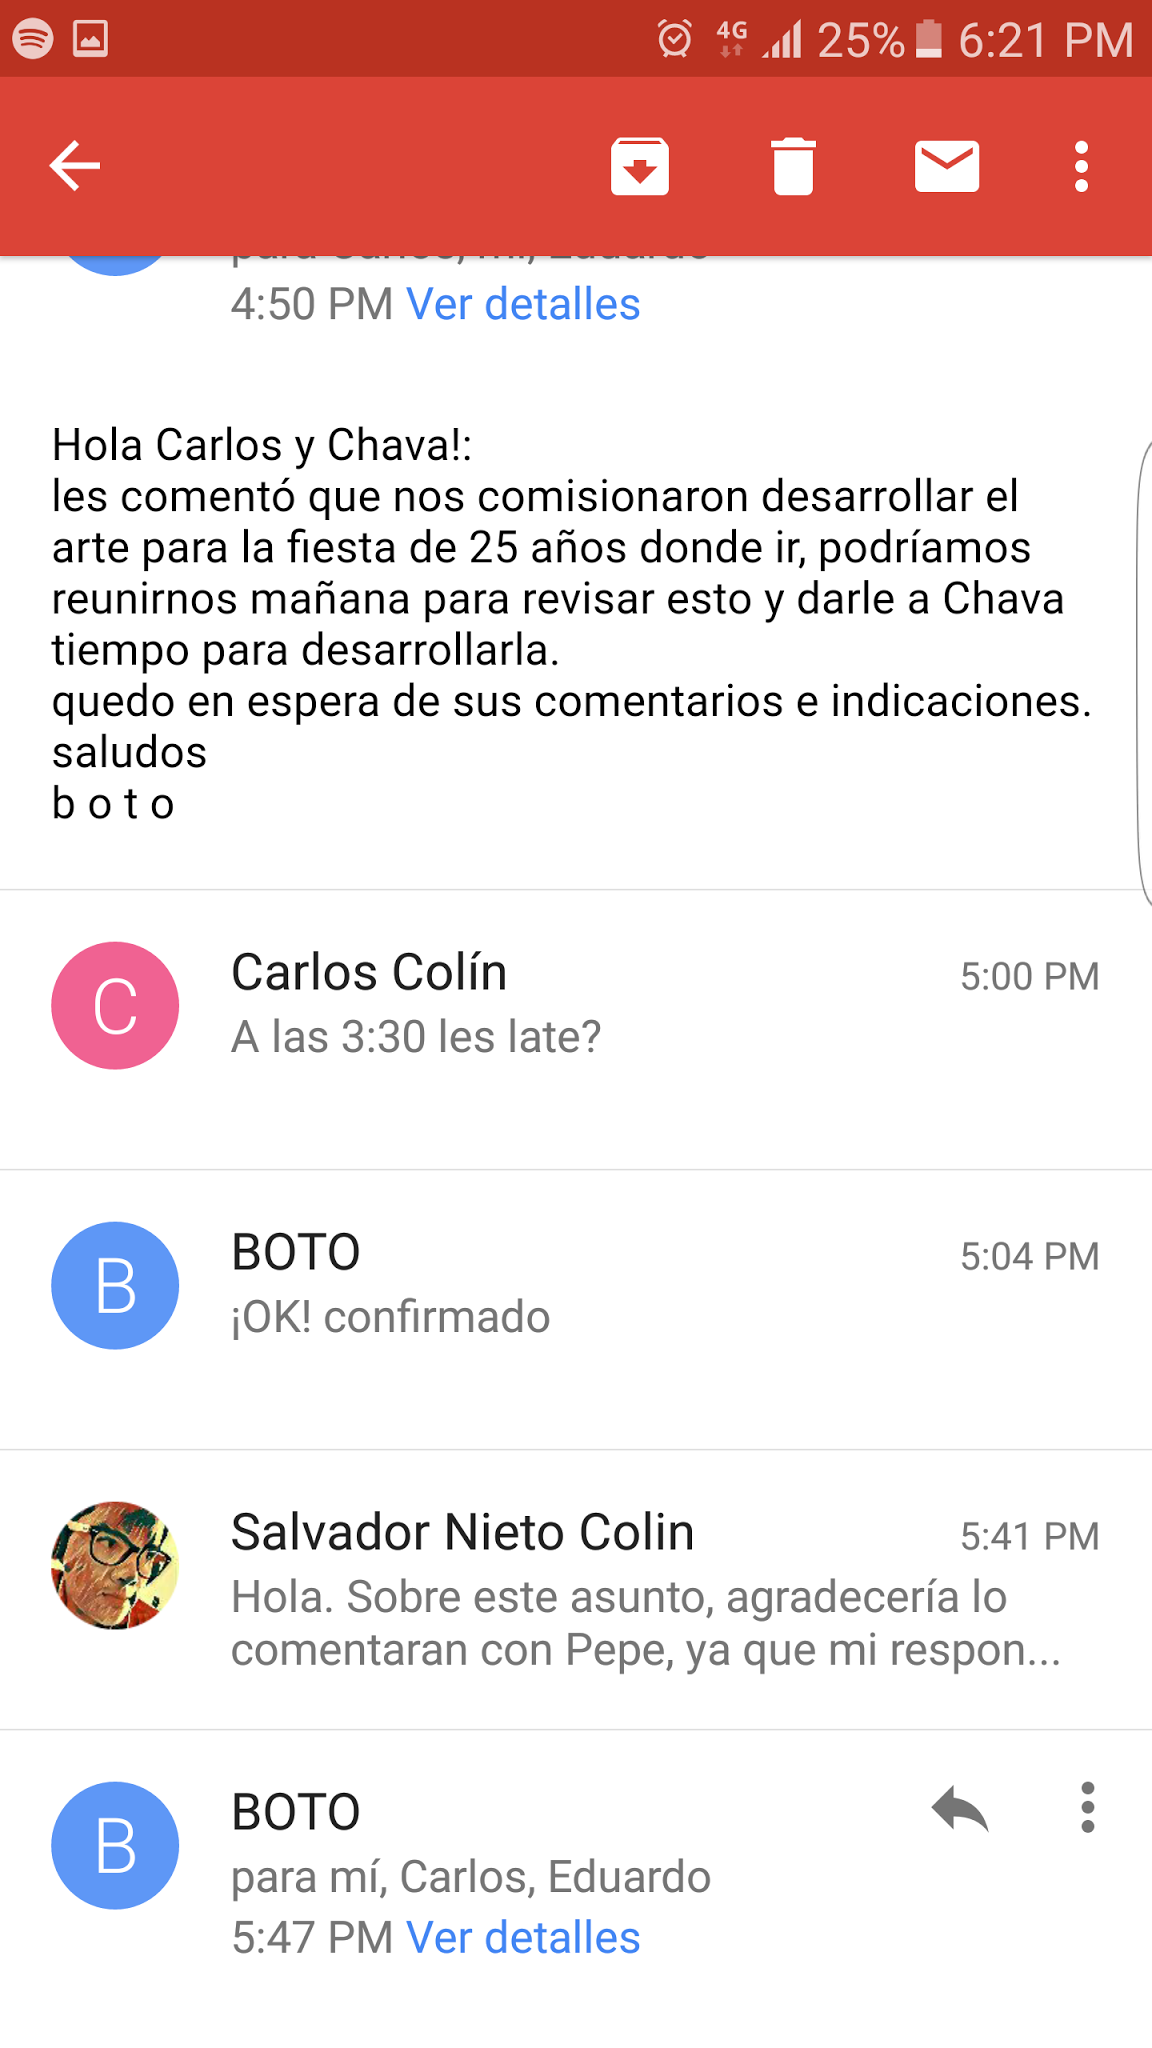 4G 25% 6:21 PM
para Carlos, mí, Eduardo
4:50 PM Ver detalles
Hola Carlos y Chava!:
les comentó que nos comisionaron desarrollar el
arte para la fiesta de 25 años donde ir, podríamos
reunirnos mañana para revisar esto y darle a Chava
tiempo para desarrollarla.
quedo en espera de sus comentarios e indicaciones.
saludos
b o t o
C
Carlos Colín 5:00 PM
A las 3:30 les late?
B
BOTO 5:04 PM
¡OK! confirmado
Salvador Nieto Colin 5:41 PM
Hola. Sobre este asunto, agradecería lo
comentaran con Pepe, ya que mi respon...
B
BOTO
para mí, Carlos, Eduardo
5:47 PM Ver detalles